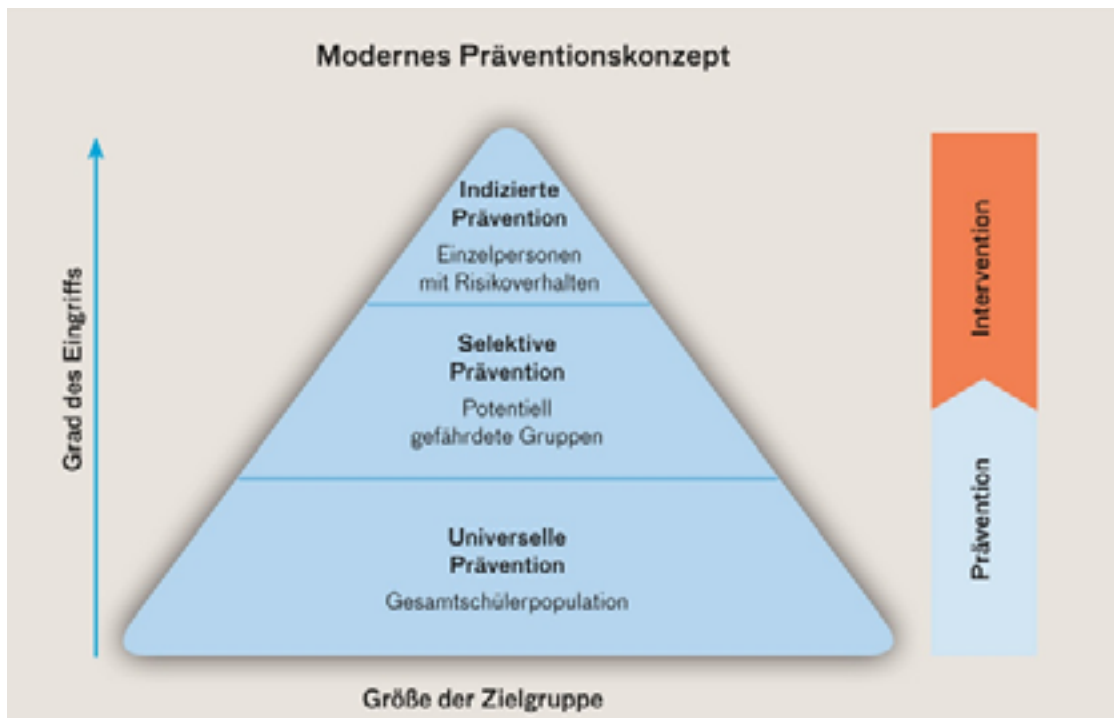 Modernes Präventionskonzept
Grad des Eingriffs
Indizierte
Prävention
Einzelpersonen
mit Risikoverhalten
Selektive
Prävention
Potentiell
gefährdete Gruppen
Universelle
Prävention
Gesamtschülerpopulation
Größe der Zielgruppe
Intervention
Prävention